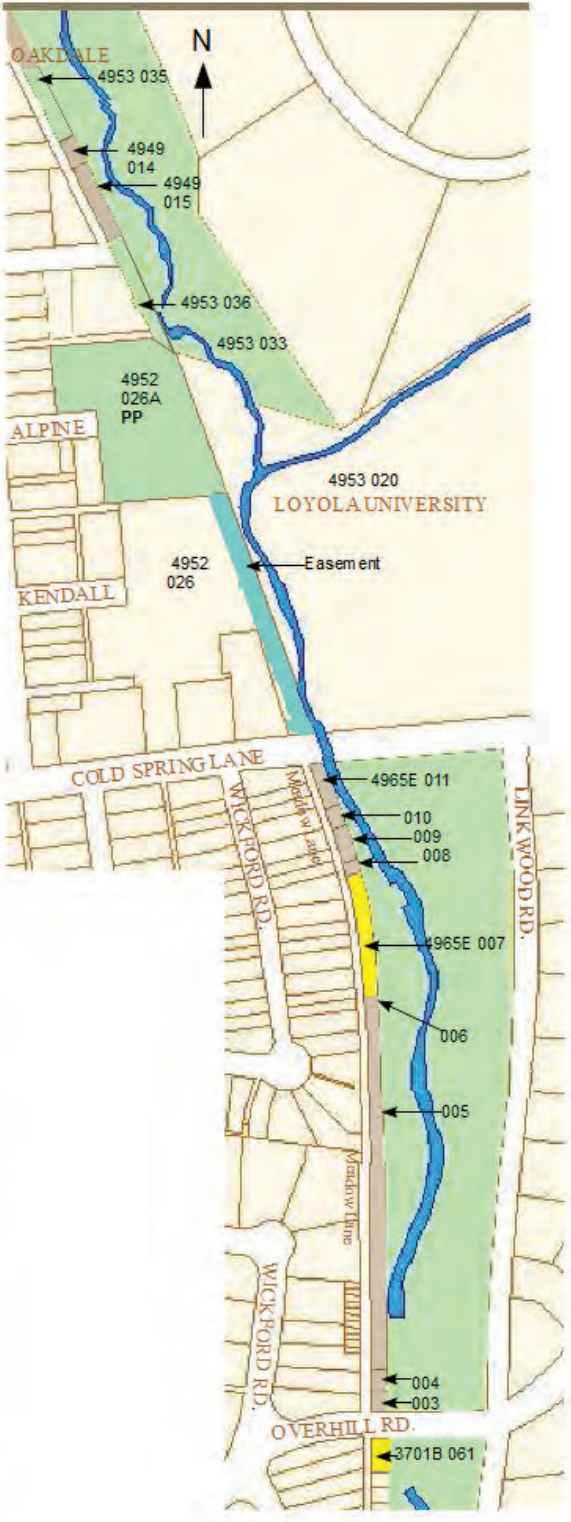 N
OAKDALE
4953 035
4949
014
4949
015
4953 036
4953 033
4952
026A
PP
ALPINE
4953 020
LOYOLA UNIVERSITY
4952
026
Easement
KENDALL
COLD SPRING LANE
Meadow Lane
4965E 011
010
009
008
WICKFORD RD.
LINKWOOD RD.
4965E 007
006
005
Meadow Lane
WICKFORD RD.
004
003
OVERHILL RD.
3701B 061